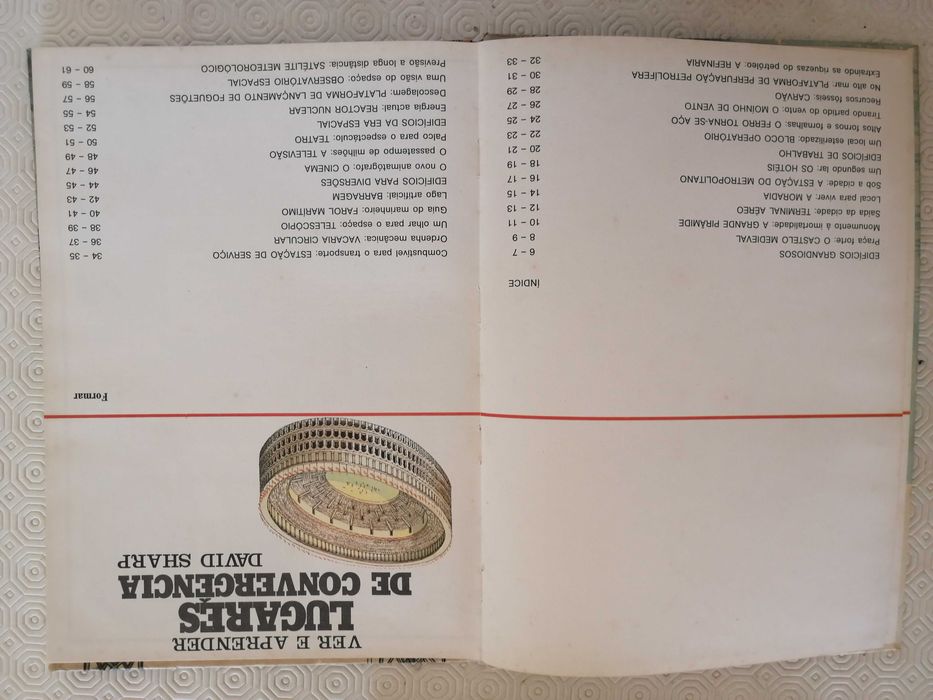 ÍNDICE
EDIFÍCIOS GRANDIOSOS 6 – 7
Praça forte: O CASTELO MEDIEVAL 8 – 9
Monumento à imortalidade: A GRANDE PIRÂMIDE 10 – 11
Saída da cidade: TERMINAL AÉREO 12 – 13
Local para viver: A MORADIA 14 – 15
Sob a cidade: A ESTAÇÃO DO METROPOLITANO 16 – 17
Um segundo lar: OS HOTÉIS 18 – 19
EDIFÍCIOS DE TRABALHO 20 – 21
Um local esterilizado: BLOCO OPERATÓRIO 22 – 23
Altos fornos e fornalhas: O FERRO TORNA-SE AÇO 24 – 25
Tirando partido do vento: O MOINHO DE VENTO 26 – 27
Recursos fósseis: CARVÃO 28 – 29
No alto mar: PLATAFORMA DE PERFURAÇÃO PETROLÍFERA 30 – 31
Extraindo as riquezas do petróleo: A REFINARIA 32 – 33
VER E APRENDER
LUGARES
DE CONVERGÊNCIA
DAVID SHARP
Formar
Combustível para o transporte: ESTAÇÃO DE SERVIÇO 34 – 35
Ordenha mecânica: VACARIA CIRCULAR 36 – 37
Um olhar para o espaço: TELESCÓPIO 38 – 39
Guia do marinheiro: FAROL MARÍTIMO 40 – 41
Lago artificial: BARRAGEM 42 – 43
EDIFÍCIOS PARA DIVERSÕES 44 – 45
O novo animatógrafo: O CINEMA 46 – 47
O passatempo de milhões: A TELEVISÃO 48 – 49
Palco para o espectáculo: TEATRO 50 – 51
EDIFÍCIOS DA ERA ESPACIAL 52 – 53
Energia actual: REACTOR NUCLEAR 54 – 55
Descolagem: PLATAFORMA DE LANÇAMENTO DE FOGUETÕES 56 – 57
Uma visão do espaço: OBSERVATÓRIO ESPACIAL 58 – 59
Previsão a longa distância: SATÉLITE METEOROLÓGICO 60 – 61